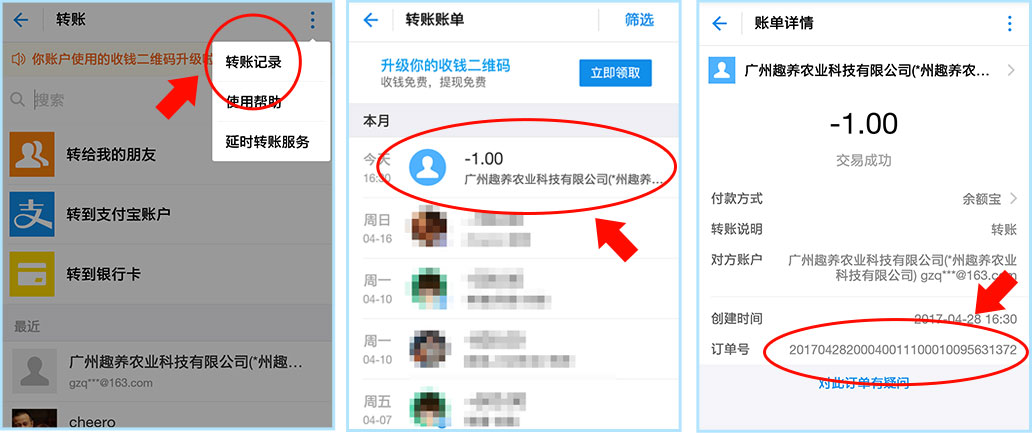 转账
你账户使用的收钱二维码升级啦
转账记录
使用帮助
延时转账服务
搜索
转给我的朋友
转到支付宝账户
转到银行卡
最近
广州趣养农业科技有限公司(*州趣...
gzq***@163.com
cheero
转账账单
筛选
升级你的收钱二维码
收钱免费，提现免费
立即领取
本月
今天
16:30
-1.00
广州趣养农业科技有限公司(*州趣养...
周日
04-16
周一
04-10
周一
04-10
周五
04-07
账单详情
广州趣养农业科技有限公司(*州趣养农...
-1.00
交易成功
付款方式
余额宝
转账说明
转账
对方账户
广州趣养农业科技有限公司(*州趣养农业
科技有限公司) gzq***@163.com
创建时间
2017-04-28 16:30
订单号
20170428200040011100010095631372
对此订单有疑问